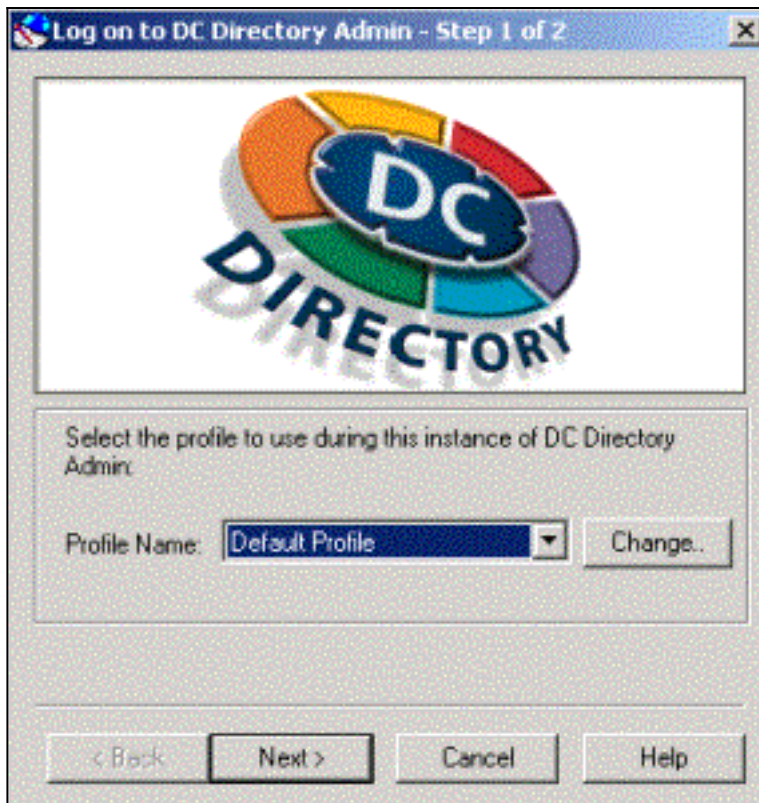 Log on to DC Directory Admin - Step 1 of 2
DC
DIRECTORY
Select the profile to use during this instance of DC Directory
Admin:
Profile Name: Default Profile Change..
< Back Next > Cancel Help